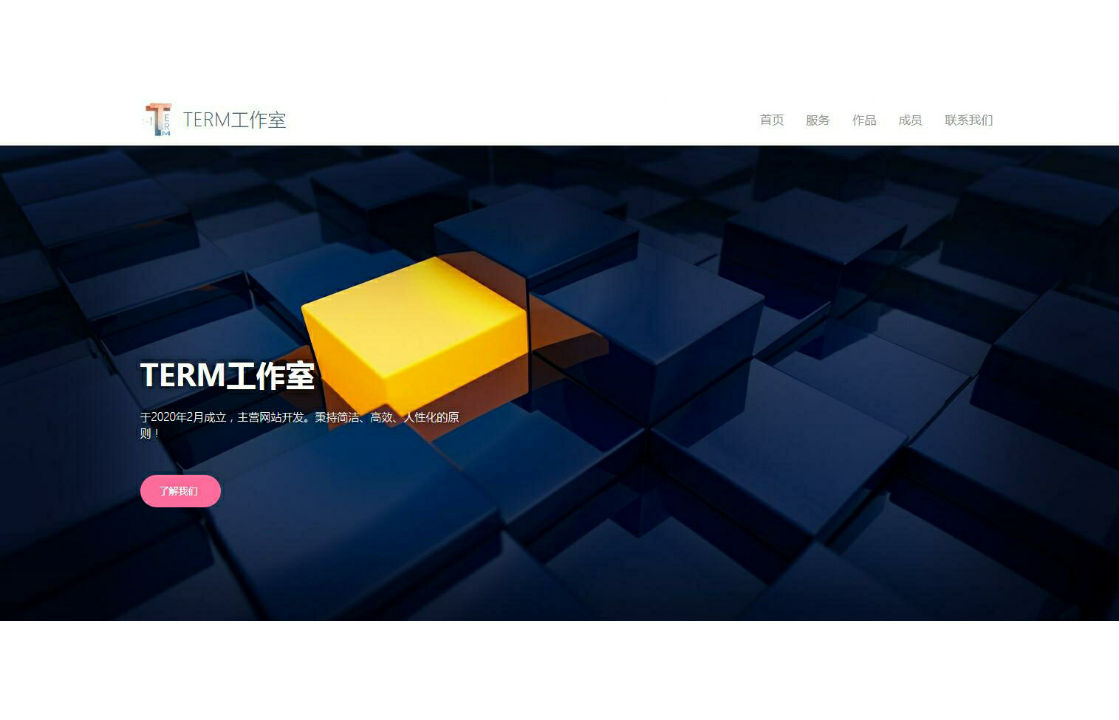 TERM工作室
首页 服务 作品 成员 联系我们
TERM工作室
于2020年2月成立，主营网站开发。秉持简洁、高效、人性化的原
则！
了解我们